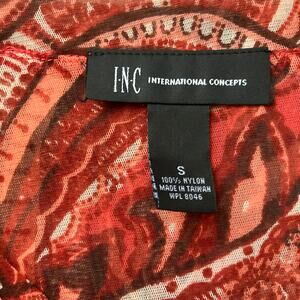 I·N·C INTERNATIONAL CONCEPTS
S
100% NYLON
MADE IN TAIWAN
WPL 8046